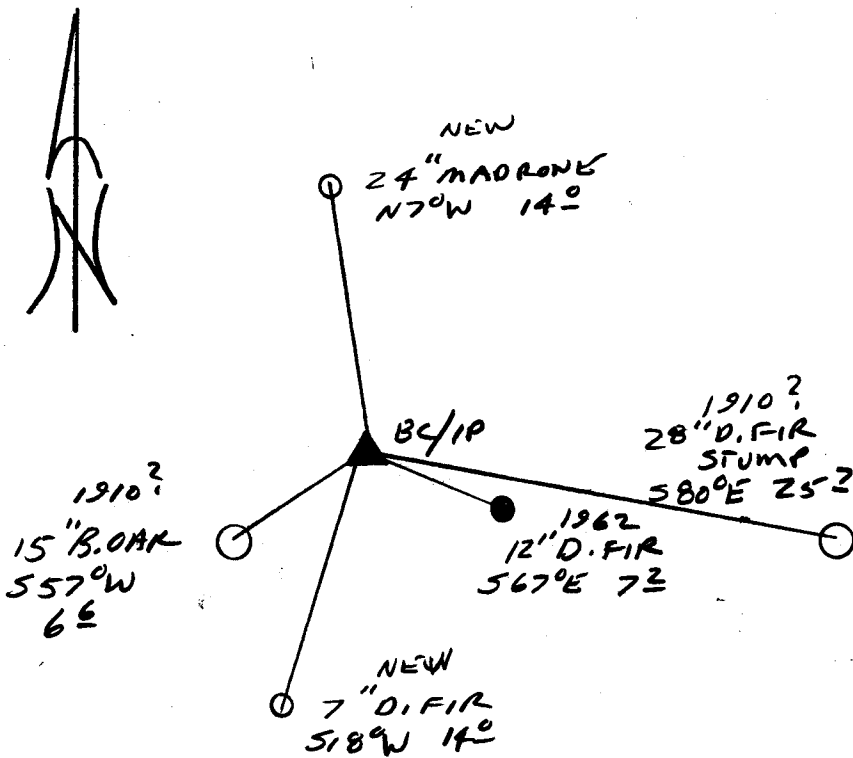 NEW
24" MADRONE
N7°W 14 0
BC/IP
1910?
28" D. FIR
STUMP
S80°E 25 2
1910?
15" B. OAK
S57°W
6 6
1962
12" D. FIR
S67°E 7 2
NEW
7" D. FIR
S18°W 14 0